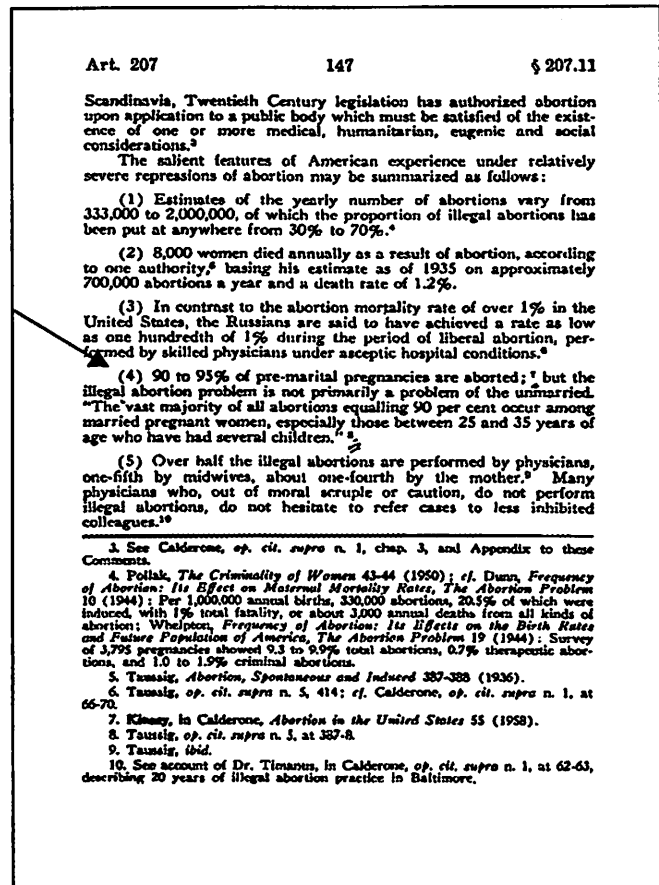 Art. 207 147 § 207.11
Scandinavia, Twentieth Century legislation has authorized abortion
upon application to a public body which must be satisfied of the exist-
ence of one or more medical, humanitarian, eugenic and social
considerations.³
The salient features of American experience under relatively
severe repressions of abortion may be summarized as follows:
(1) Estimates of the yearly number of abortions vary from
333,000 to 2,000,000, of which the proportion of illegal abortions has
been put at anywhere from 30% to 70%.⁴
(2) 8,000 women died annually as a result of abortion, according
to one authority,⁵ basing his estimate as of 1935 on approximately
700,000 abortions a year and a death rate of 1.2%.
(3) In contrast to the abortion mortality rate of over 1% in the
United States, the Russians are said to have achieved a rate as low
as one hundredth of 1% during the period of liberal abortion, per-
formed by skilled physicians under asceptic hospital conditions.⁶
(4) 90 to 95% of pre-marital pregnancies are aborted;⁷ but the
illegal abortion problem is not primarily a problem of the unmarried.
"The vast majority of all abortions equalling 90 per cent occur among
married pregnant women, especially those between 25 and 35 years of
age who have had several children."⁸
(5) Over half the illegal abortions are performed by physicians,
one-fifth by midwives, about one-fourth by the mother.⁹ Many
physicians who, out of moral scruple or caution, do not perform
illegal abortions, do not hesitate to refer cases to less inhibited
colleagues.¹⁰
3. See Calderone, op. cit. supra n. 1, chap. 3, and Appendix to these
Comments.
4. Pollak, The Criminality of Women 43-44 (1950); cf. Dunn, Frequency
of Abortion: Its Effect on Maternal Mortality Rates, The Abortion Problem
10 (1944): Per 1,000,000 annual births, 330,000 abortions, 20.5% of which were
induced, with 1% total fatality, or about 3,000 annual deaths from all kinds of
abortion; Whelpton, Frequency of Abortion: Its Effects on the Birth Rates
and Future Population of America, The Abortion Problem 19 (1944): Survey
of 3,795 pregnancies showed 9.3 to 9.9% total abortions, 0.7% therapeutic abor-
tions, and 1.0 to 1.9% criminal abortions.
5. Taussig, Abortion, Spontaneous and Induced 387-388 (1936).
6. Taussig, op. cit. supra n. 5, 414; cf. Calderone, op. cit. supra n. 1, at
66-70.
7. Kinsey, in Calderone, Abortion in the United States 55 (1958).
8. Taussig, op. cit. supra n. 5, at 387-8.
9. Taussig, ibid.
10. See account of Dr. Timanus, in Calderone, op. cit. supra n. 1, at 62-63,
describing 20 years of illegal abortion practice in Baltimore.